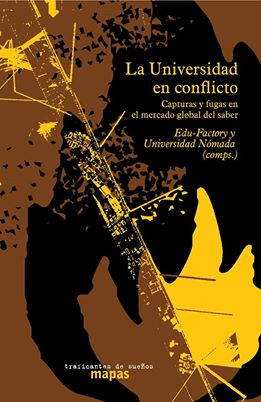 La Universidad
en conflicto
Capturas y fugas en
el mercado global del saber
Edu-Factory y
Universidad Nómada
(comps.)
traficantes de sueños
mapas